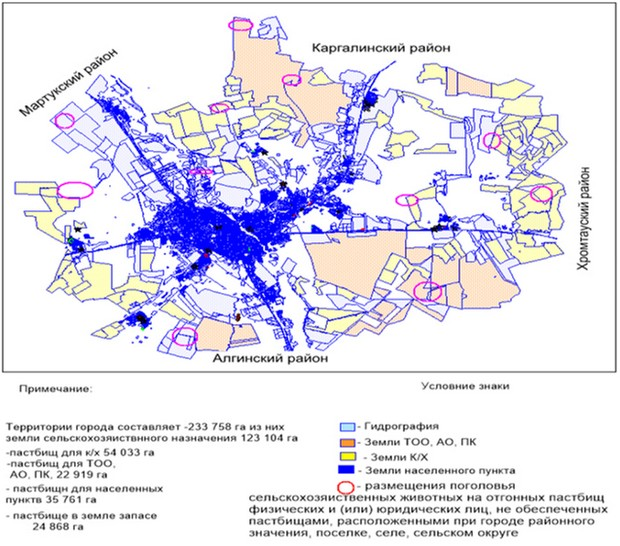 Каргалинский район
Мартукский район
Хромтауский район
Алгинский район
Примечание:
Территории города составляет -233 758 га из них
земли сельскохозяиствнного назначения 123 104 га
-пастбищ для к/х 54 033 га
-пастбищ для ТОО,
АО, ПК, 22 919 га
- пастбищн для населенных
пунктв 35 761 га
- пастбище в земле запасе
24 868 га
Условние знаки
- Гидрография
- Земли ТОО, АО, ПК
- Земли К/Х
- Земли населенного пункта
- размещения поголовья
сельскохозяйственных животных на отгонных пастбищ
физических и (или) юридических лиц, не обеспеченных
пастбищами, расположенными при городе районного
значения, поселке, селе, сельском округе